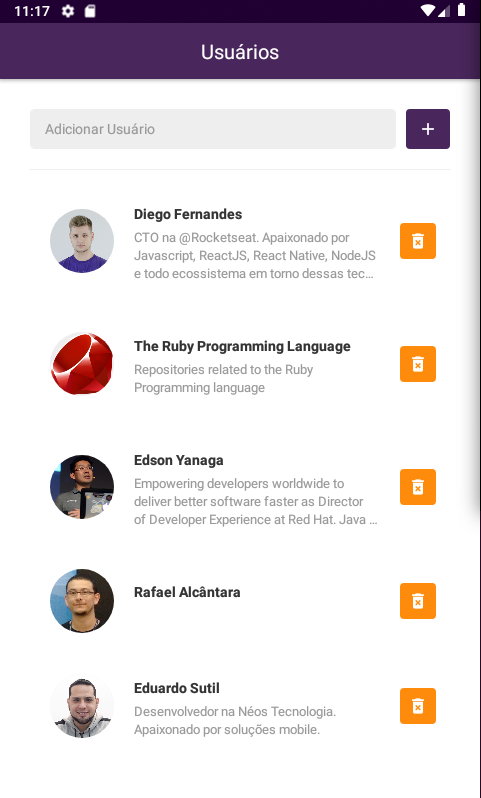 11:17
Usuários
Adicionar Usuário
+
Diego Fernandes
CTO na @Rocketseat. Apaixonado por
Javascript, ReactJS, React Native, NodeJS
e todo ecossistema em torno dessas tec…
The Ruby Programming Language
Repositories related to the Ruby
Programming language
Edson Yanaga
Empowering developers worldwide to
deliver better software faster as Director
of Developer Experience at Red Hat. Java …
Rafael Alcântara
Eduardo Sutil
Desenvolvedor na Néos Tecnologia.
Apaixonado por soluções mobile.